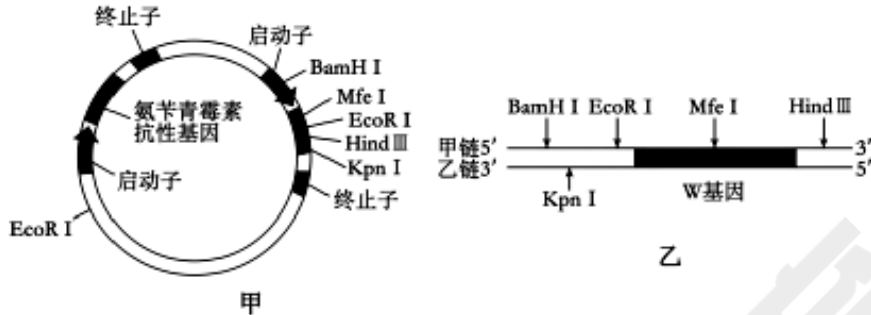 终止子
启动子
BamH Ⅰ
Mfe Ⅰ
EcoR Ⅰ
Hind Ⅲ
Kpn Ⅰ
终止子
氨苄青霉素
抗性基因
启动子
EcoR Ⅰ
甲
BamH Ⅰ EcoR Ⅰ Mfe Ⅰ Hind Ⅲ
甲链5′ 3′
乙链3′ 5′
Kpn Ⅰ W基因
乙